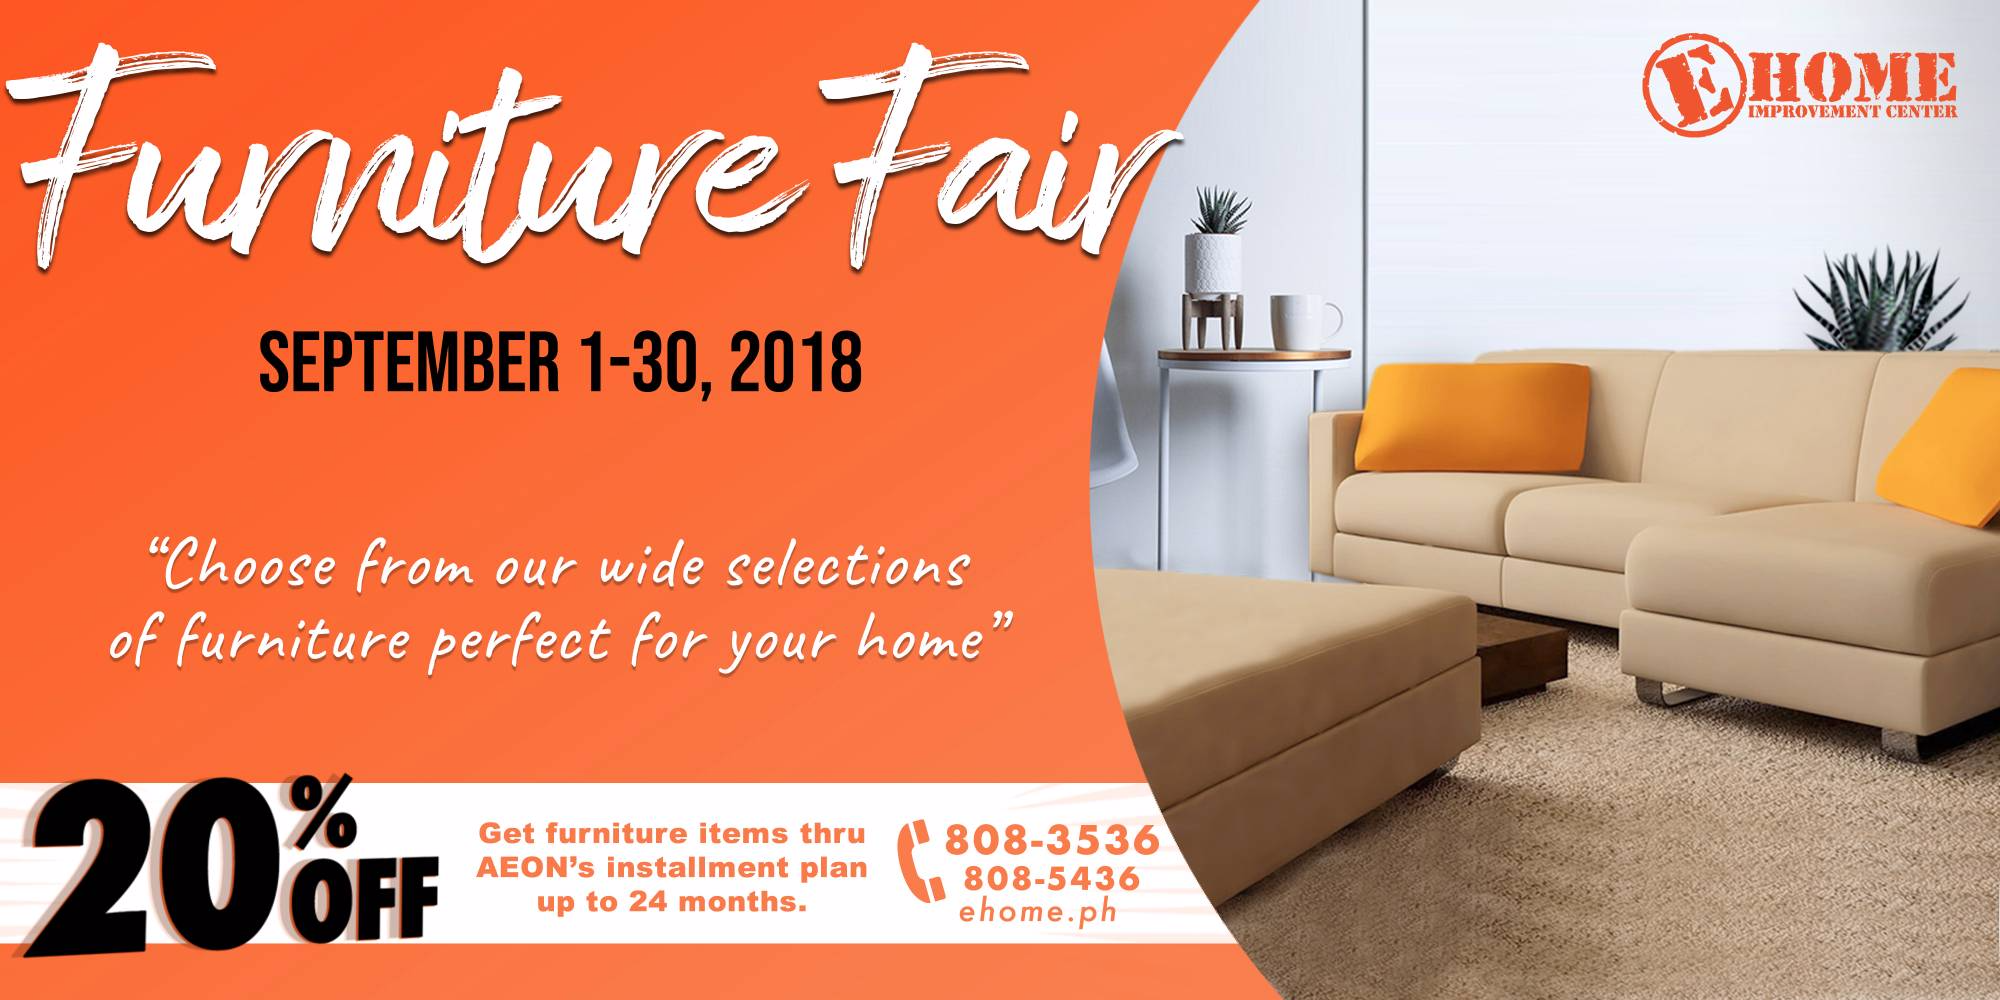 Furniture Fair
SEPTEMBER 1-30, 2018
“Choose from our wide selections
of furniture perfect for your home”
20% OFF
Get furniture items thru
AEON’s installment plan
up to 24 months.
808-3536
808-5436
ehome.ph
E HOME
IMPROVEMENT CENTER